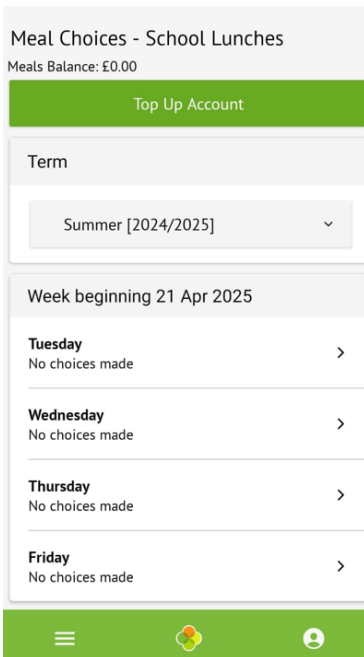 Meal Choices - School Lunches
Meals Balance: £0.00
Top Up Account
Term
Summer [2024/2025]
Week beginning 21 Apr 2025
Tuesday
No choices made
Wednesday
No choices made
Thursday
No choices made
Friday
No choices made